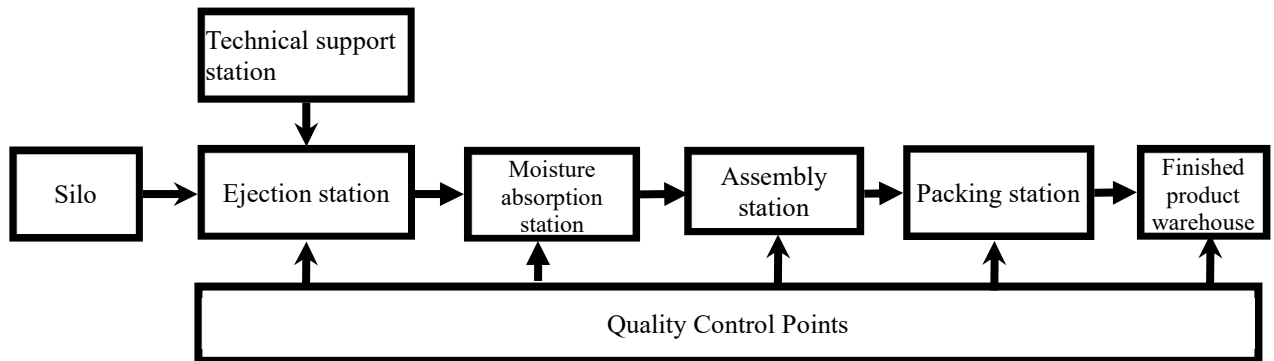 Technical support
station
Silo
Ejection station
Moisture
absorption
station
Assembly
station
Packing station
Finished
product
warehouse
Quality Control Points